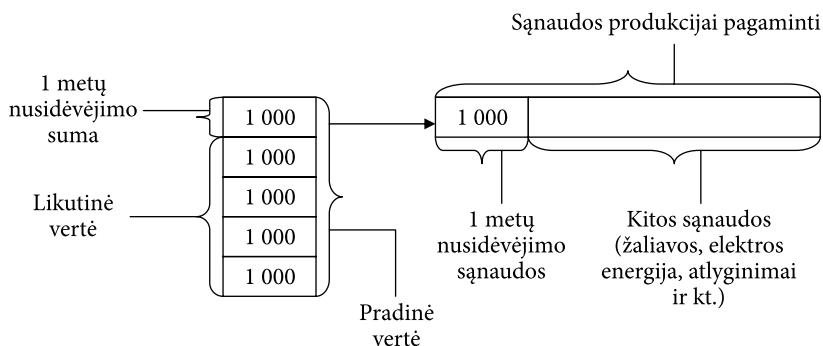 Sąnaudos produkcijai pagaminti
1 metų
nusidėvėjimo
suma
1 000
1 000
1 000
1 000
1 000
1 000
Likutinė
vertė
Pradinė
vertė
1 metų
nusidėvėjimo
sąnaudos
Kitos sąnaudos
(žaliavos, elektros
energija, atlyginimai
ir kt.)